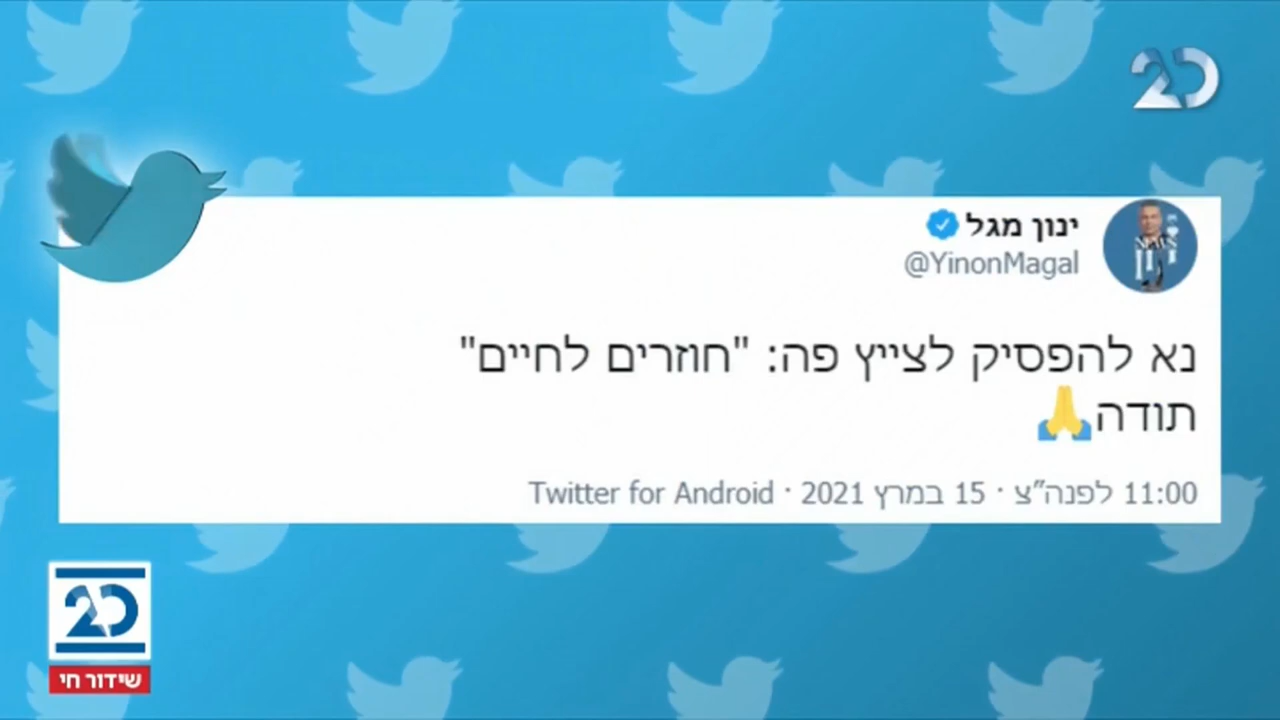 20
ינון מגל
@YinonMagal
נא להפסיק לצייץ פה: "חוזרים לחיים"
תודה🙏
11:00 לפנה״צ · 15 במרץ 2021 · Twitter for Android
20
שידור חי